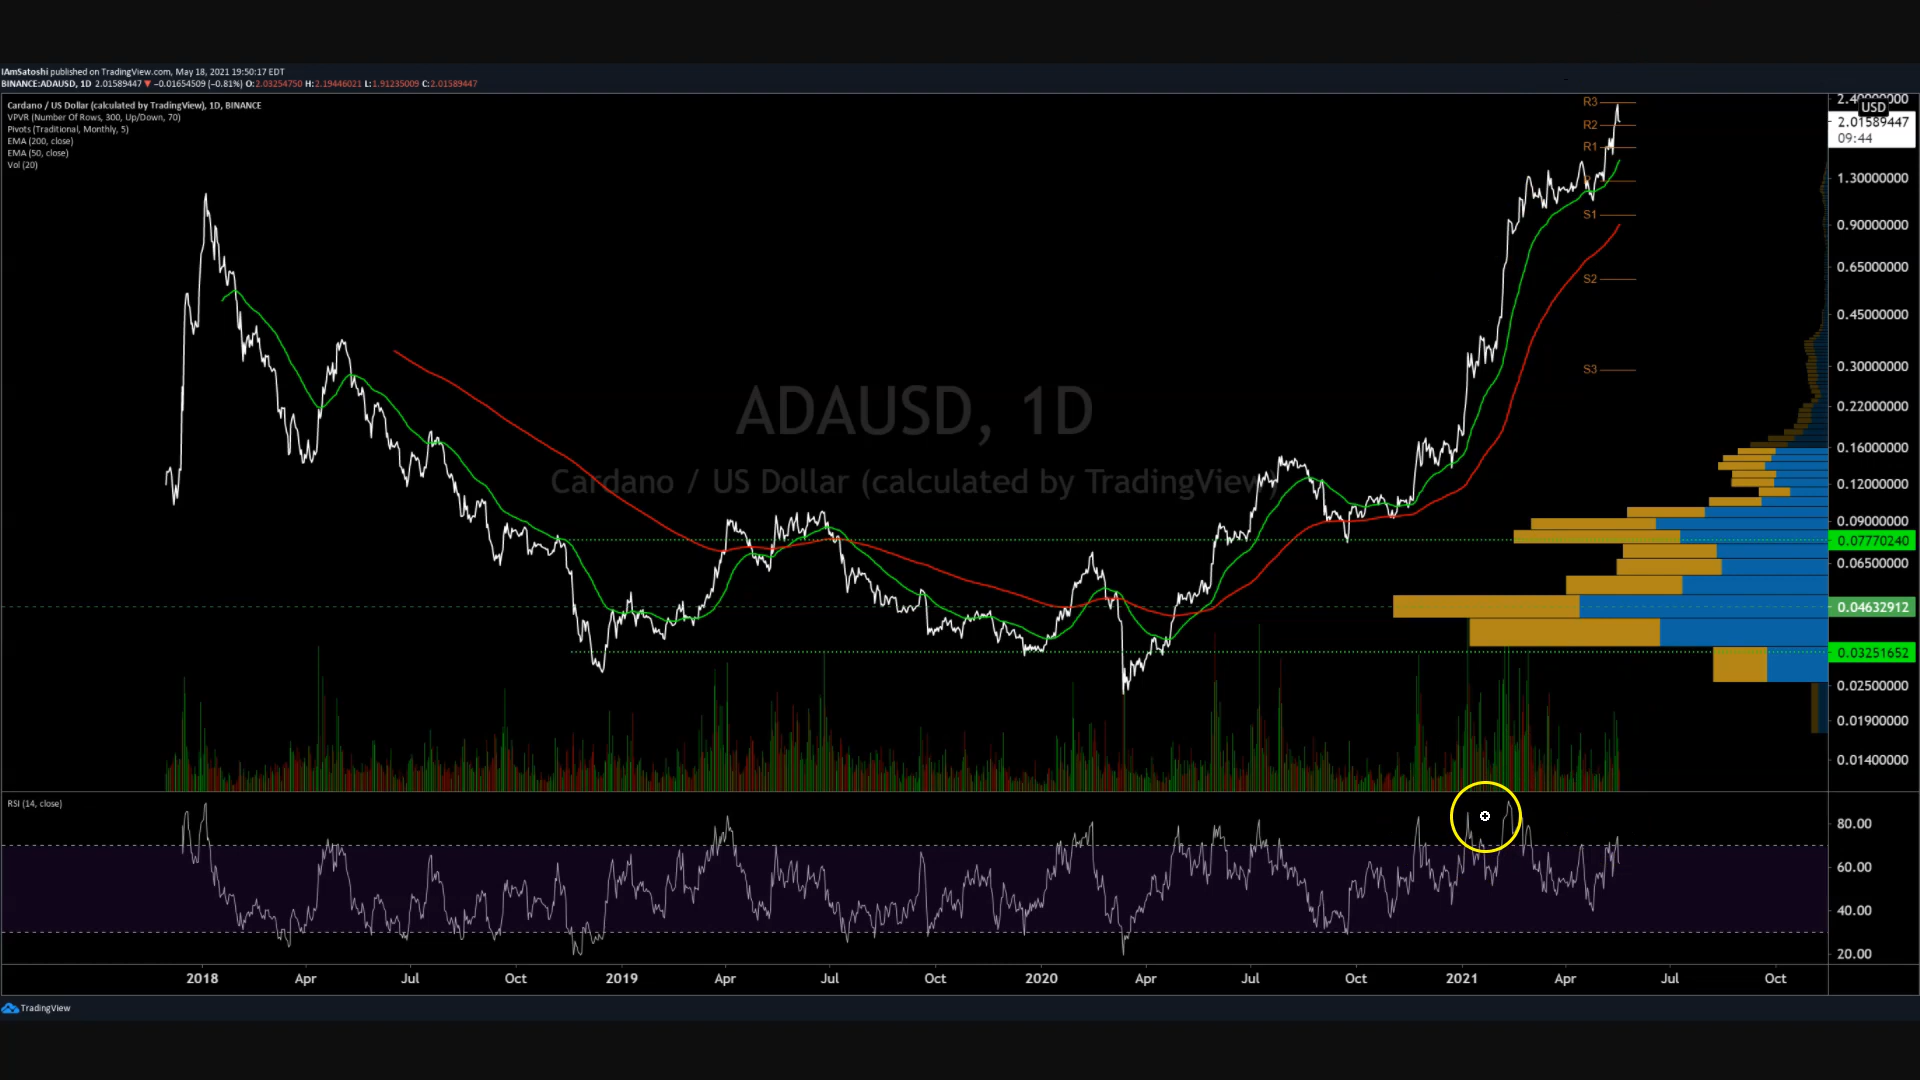 IAmSatoshi published on TradingView.com, May 18, 2021 19:50:17 EDT
BINANCE:ADAUSD, 1D 2.01589447 ▼ −0.01654509 (−0.81%) O:2.03254750 H:2.19446021 L:1.91235009 C:2.01589447
Cardano / US Dollar (calculated by TradingView), 1D, BINANCE
VPVR (Number Of Rows, 300, Up/Down, 70)
Pivots (Traditional, Monthly, 5)
EMA (200, close)
EMA (50, close)
Vol (20)
R3
R2
R1
P
S1
S2
S3
ADAUSD, 1D
Cardano / US Dollar (calculated by TradingView)
USD
2.01589447
09:44
1.30000000
0.90000000
0.65000000
0.45000000
0.30000000
0.22000000
0.16000000
0.12000000
0.09000000
0.07770240
0.06500000
0.04632912
0.03251652
0.02500000
0.01900000
0.01400000
RSI (14, close)
80.00
60.00
40.00
20.00
2018 Apr Jul Oct 2019 Apr Jul Oct 2020 Apr Jul Oct 2021 Apr Jul Oct
TradingView